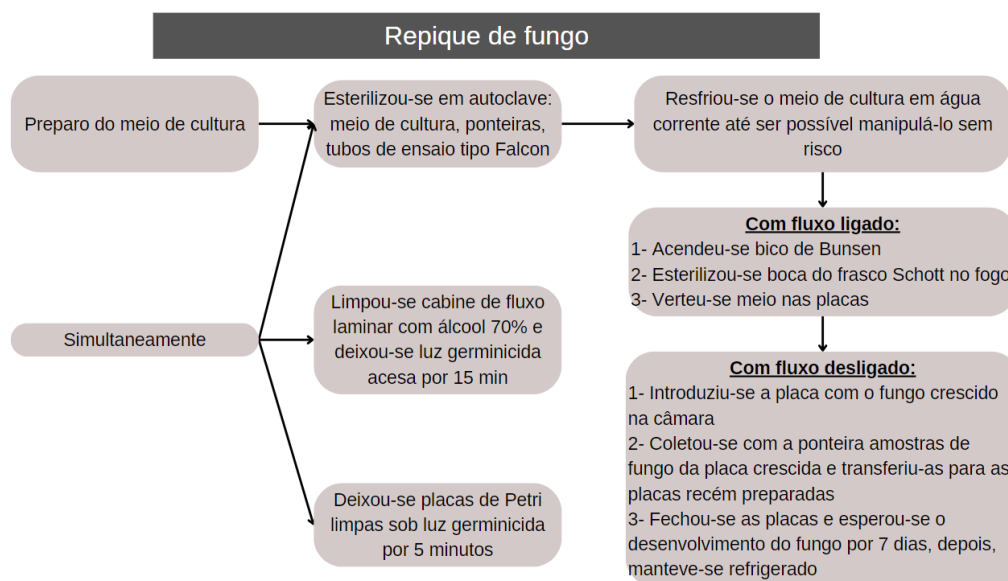 Repique de fungo
Preparo do meio de cultura
Esterilizou-se em autoclave:
meio de cultura, ponteiras,
tubos de ensaio tipo Falcon
Resfriou-se o meio de cultura em água
corrente até ser possível manipulá-lo sem
risco
Com fluxo ligado:
1- Acendeu-se bico de Bunsen
2- Esterilizou-se boca do frasco Schott no fogo
3- Verteu-se meio nas placas
Simultaneamente
Limpou-se cabine de fluxo
laminar com álcool 70% e
deixou-se luz germinicida
acesa por 15 min
Com fluxo desligado:
1- Introduziu-se a placa com o fungo crescido
na câmara
2- Coletou-se com a ponteira amostras de
fungo da placa crescida e transferiu-as para as
placas recém preparadas
3- Fechou-se as placas e esperou-se o
desenvolvimento do fungo por 7 dias, depois,
manteve-se refrigerado
Deixou-se placas de Petri
limpas sob luz germinicida
por 5 minutos